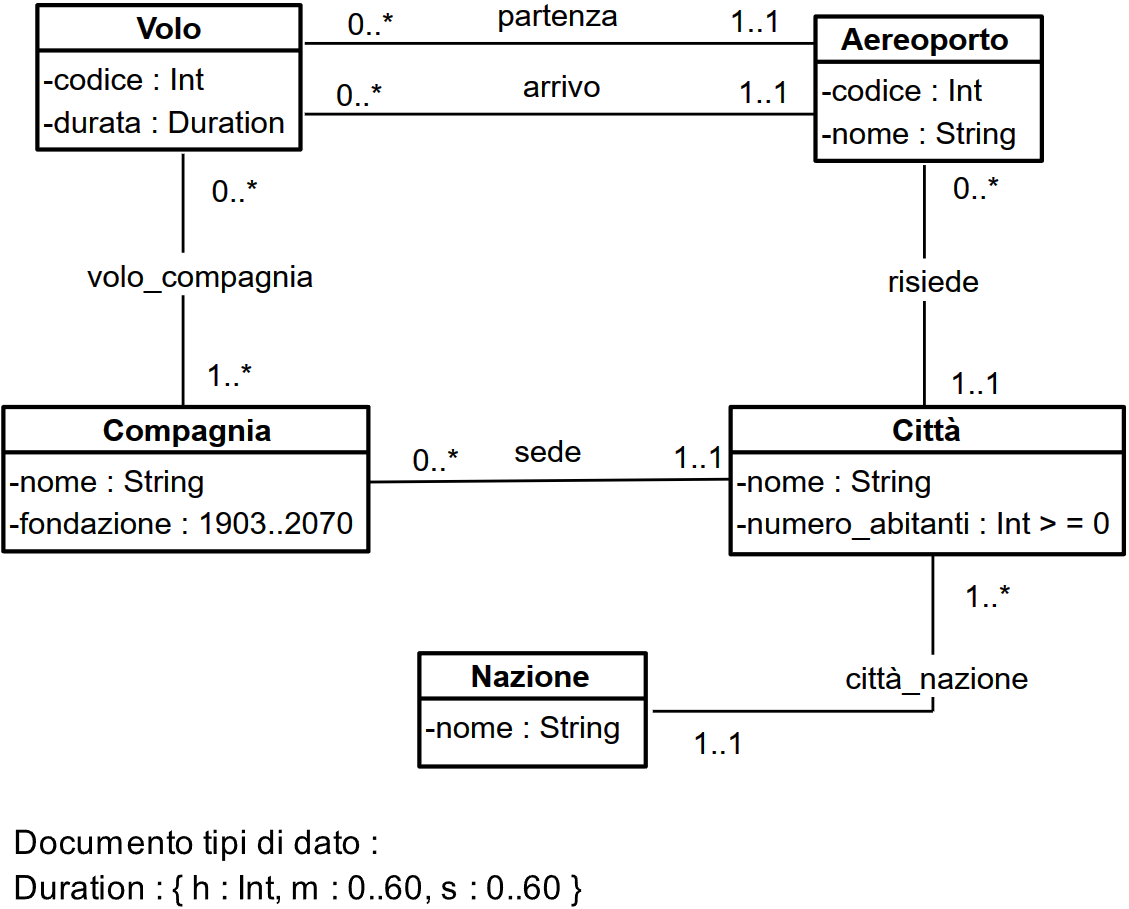 Volo
-codice : Int
-durata : Duration
0..*
partenza
1..1
0..*
arrivo
1..1
Aereoporto
-codice : Int
-nome : String
0..*
volo_compagnia
1..*
0..*
risiede
1..1
Compagnia
-nome : String
-fondazione : 1903..2070
0..*
sede
1..1
Città
-nome : String
-numero_abitanti : Int > = 0
1..*
città_nazione
1..1
Nazione
-nome : String
Documento tipi di dato :
Duration : { h : Int, m : 0..60, s : 0..60 }